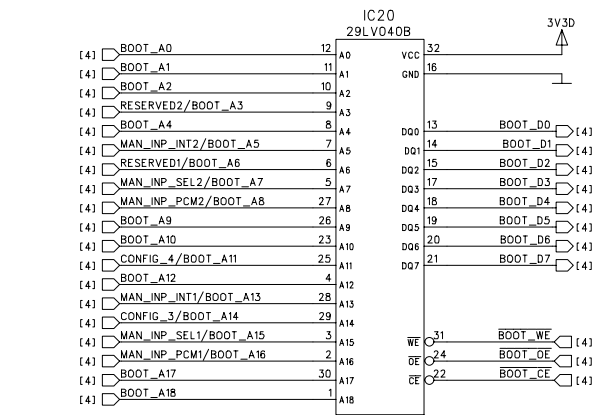 IC20
29LV040B
3V3D
[4] BOOT_A0 12 A0 VCC 32
[4] BOOT_A1 11 A1 GND 16
[4] BOOT_A2 10 A2
[4] RESERVED2/BOOT_A3 9 A3
[4] BOOT_A4 8 A4 DQ0 13 BOOT_D0 [4]
[4] MAN_INP_INT2/BOOT_A5 7 A5 DQ1 14 BOOT_D1 [4]
[4] RESERVED1/BOOT_A6 6 A6 DQ2 15 BOOT_D2 [4]
[4] MAN_INP_SEL2/BOOT_A7 5 A7 DQ3 17 BOOT_D3 [4]
[4] MAN_INP_PCM2/BOOT_A8 27 A8 DQ4 18 BOOT_D4 [4]
[4] BOOT_A9 26 A9 DQ5 19 BOOT_D5 [4]
[4] BOOT_A10 23 A10 DQ6 20 BOOT_D6 [4]
[4] CONFIG_4/BOOT_A11 25 A11 DQ7 21 BOOT_D7 [4]
[4] BOOT_A12 4 A12
[4] MAN_INP_INT1/BOOT_A13 28 A13
[4] CONFIG_3/BOOT_A14 29 A14
[4] MAN_INP_SEL1/BOOT_A15 3 A15 WE 31 BOOT_WE [4]
[4] MAN_INP_PCM1/BOOT_A16 2 A16 OE 24 BOOT_OE [4]
[4] BOOT_A17 30 A17 CE 22 BOOT_CE [4]
[4] BOOT_A18 1 A18